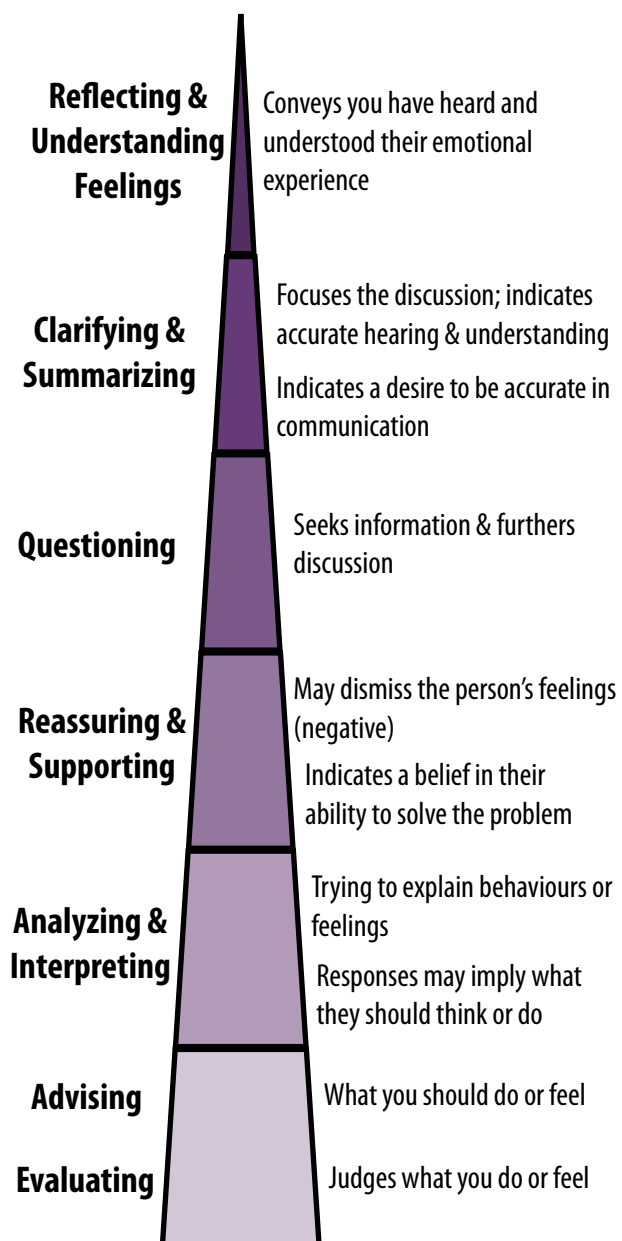 Reflecting &
Understanding
Feelings
Conveys you have heard and
understood their emotional
experience
Clarifying &
Summarizing
Focuses the discussion; indicates
accurate hearing & understanding
Indicates a desire to be accurate in
communication
Questioning
Seeks information & furthers
discussion
Reassuring &
Supporting
May dismiss the person’s feelings
(negative)
Indicates a belief in their
ability to solve the problem
Analyzing &
Interpreting
Trying to explain behaviours or
feelings
Responses may imply what
they should think or do
Advising
What you should do or feel
Evaluating
Judges what you do or feel